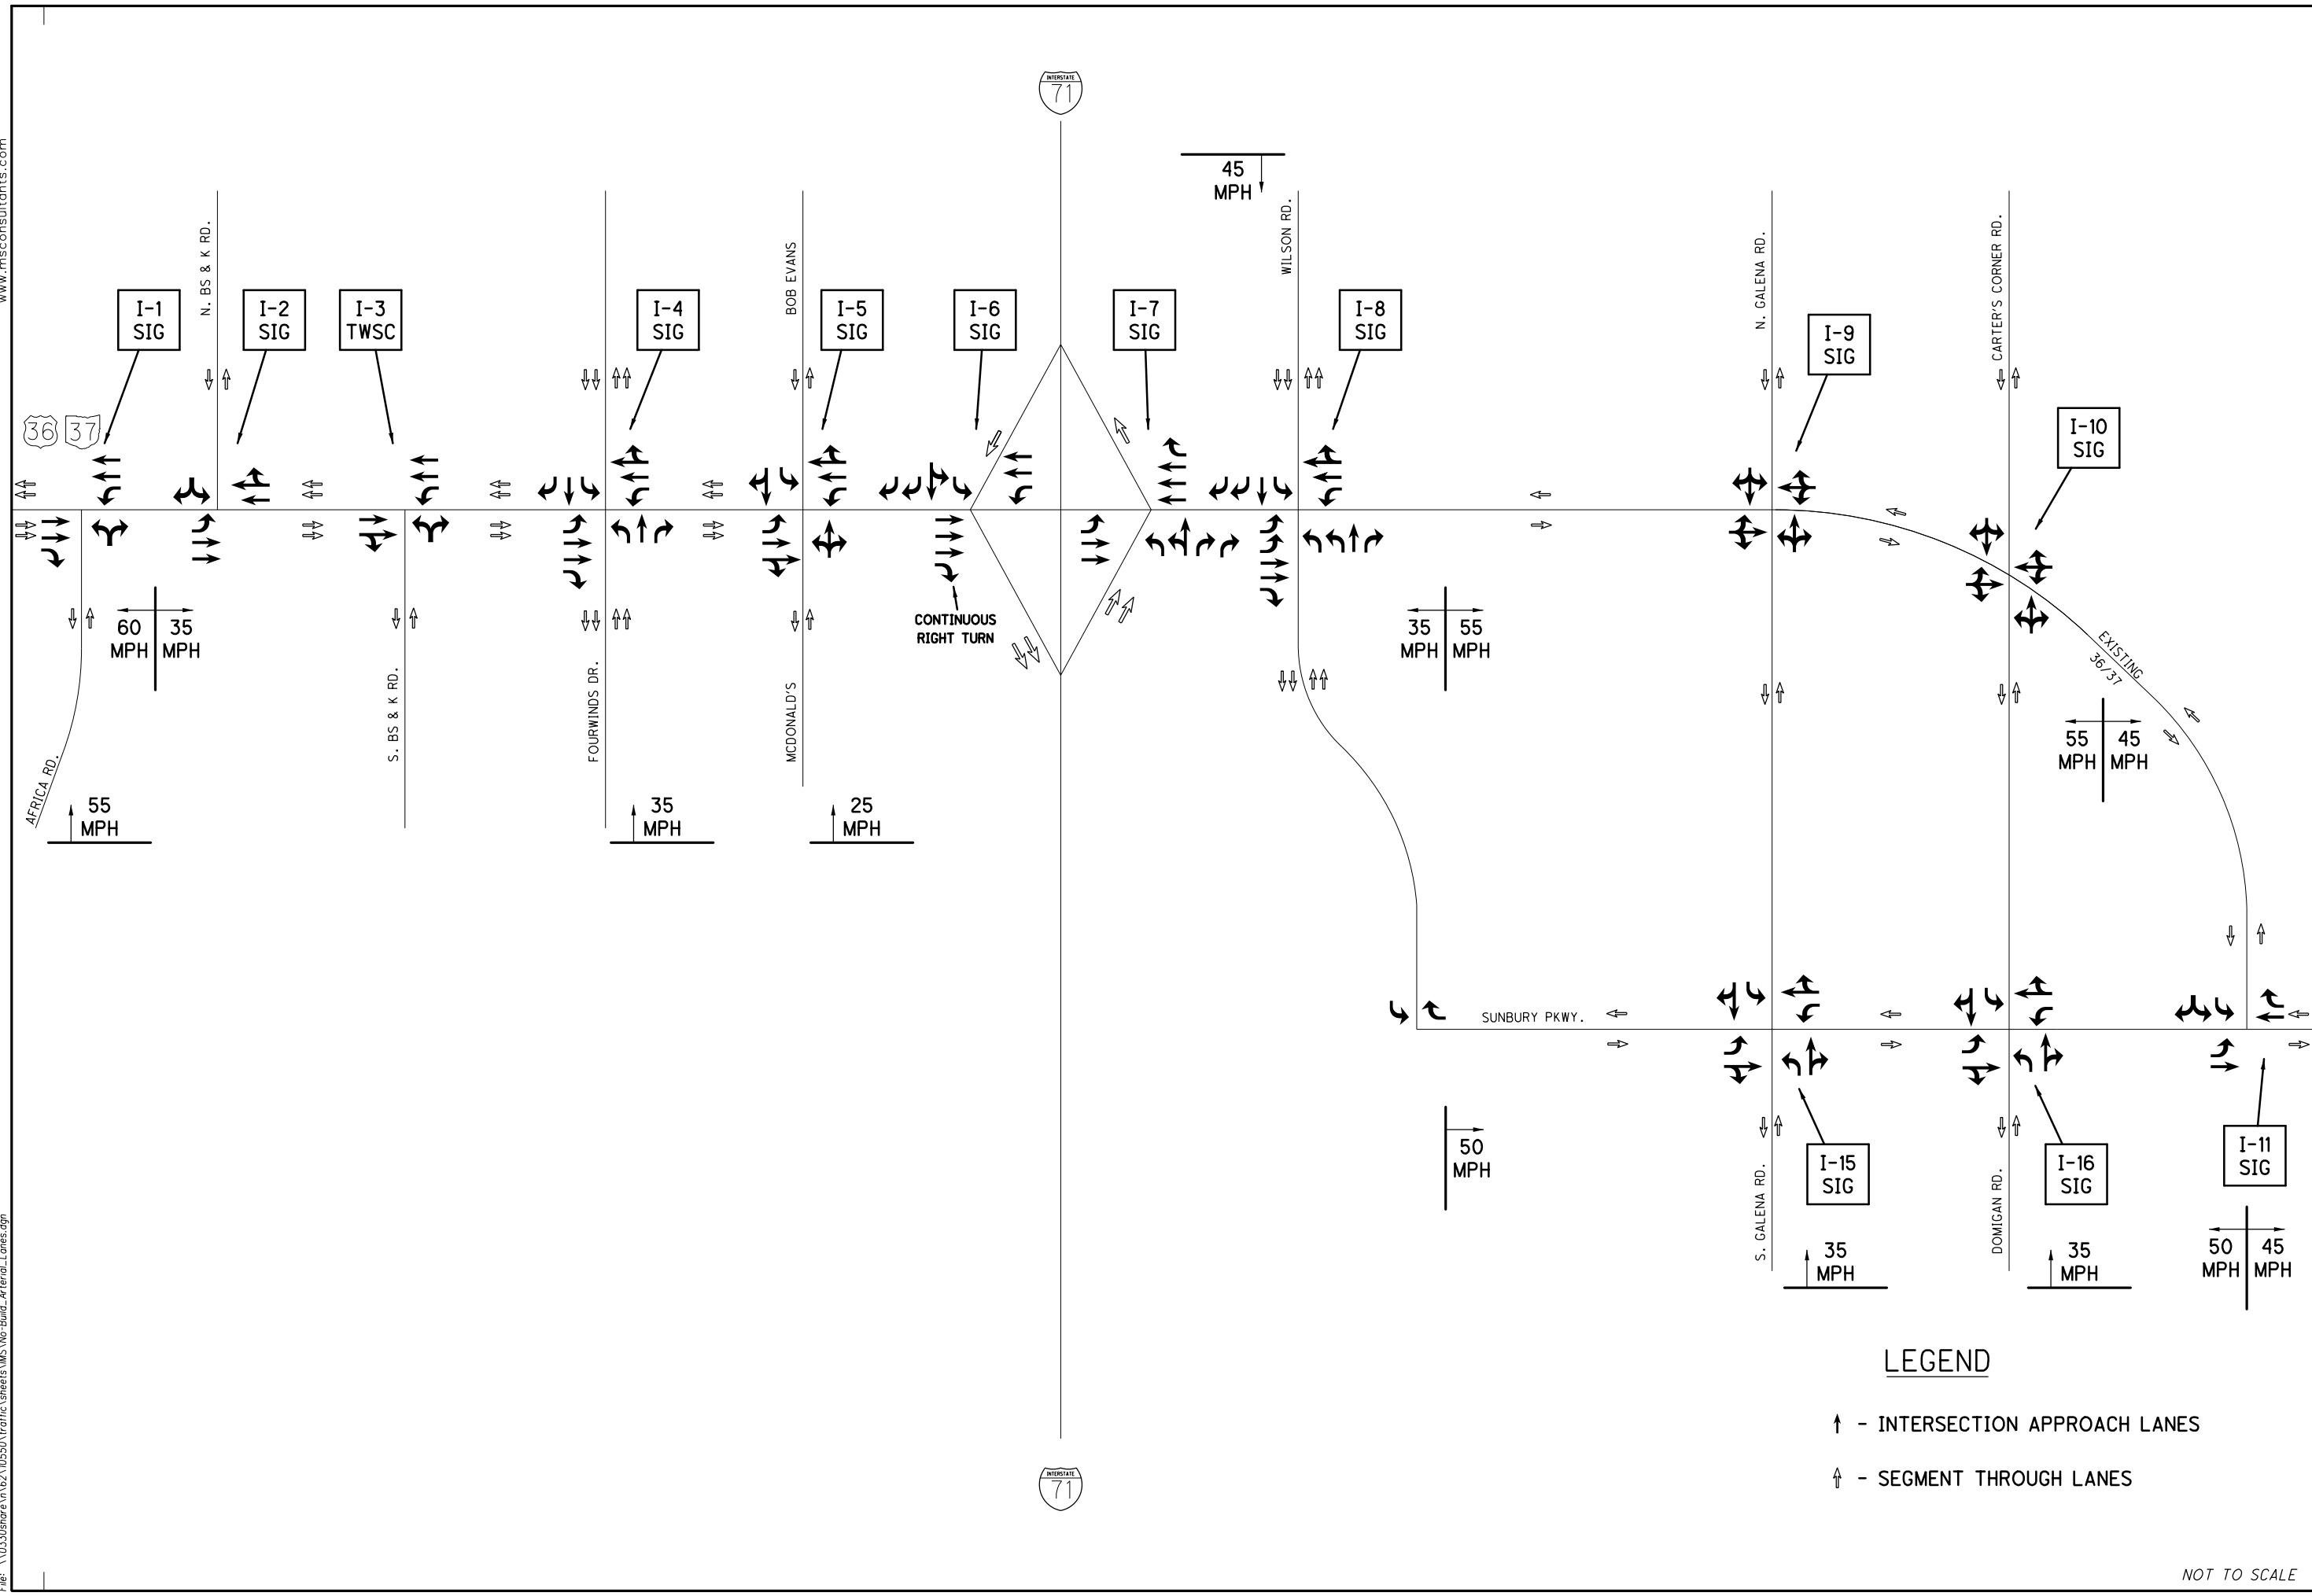 www.msconsultants.com
INTERSTATE
71
45
MPH
N. BS & K RD.
BOB EVANS
WILSON RD.
N. GALENA RD.
CARTER'S CORNER RD.
I-1
SIG
I-2
SIG
I-3
TWSC
I-4
SIG
I-5
SIG
I-6
SIG
I-7
SIG
I-8
SIG
I-9
SIG
I-10
SIG
36
37
CONTINUOUS
RIGHT TURN
60
MPH
35
MPH
35
MPH
55
MPH
EXISTING
36/37
55
MPH
45
MPH
AFRICA RD.
S. BS & K RD.
FOURWINDS DR.
MCDONALD'S
55
MPH
35
MPH
25
MPH
SUNBURY PKWY.
50
MPH
S. GALENA RD.
DOMIGAN RD.
I-15
SIG
I-16
SIG
I-11
SIG
35
MPH
35
MPH
50
MPH
45
MPH
LEGEND
- INTERSECTION APPROACH LANES
- SEGMENT THROUGH LANES
INTERSTATE
71
NOT TO SCALE